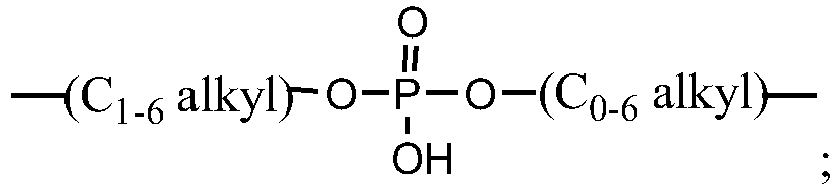 O
—(C1-6 alkyl)-O-P-O-(C0-6 alkyl)—
OH
;